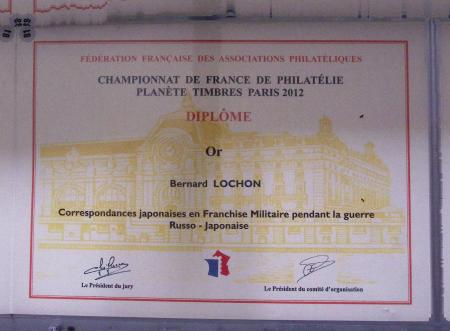 FÉDÉRATION FRANÇAISE DES ASSOCIATIONS PHILATÉLIQUES
CHAMPIONNAT DE FRANCE DE PHILATÉLIE
PLANÈTE TIMBRES PARIS 2012
DIPLÔME
Or
Bernard LOCHON
Correspondances japonaises en Franchise Militaire pendant la guerre
Russo - Japonaise
Le Président du jury
Le Président du comité d'organisation